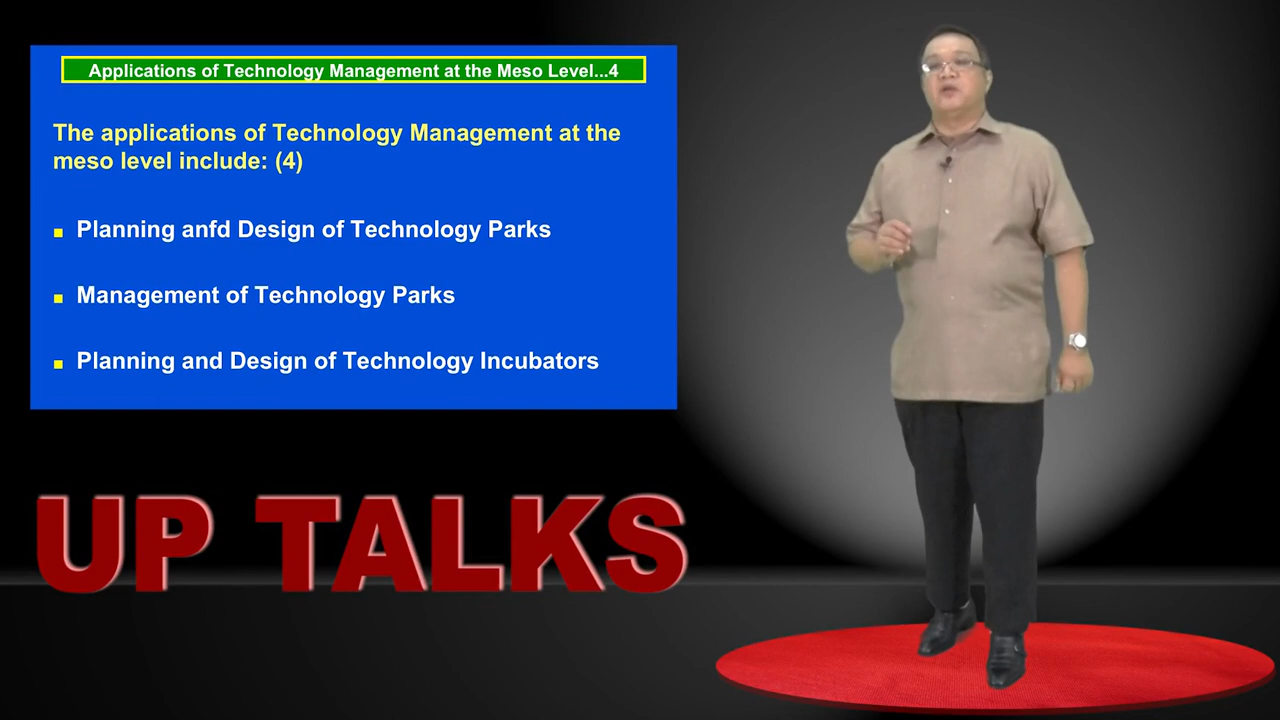 Applications of Technology Management at the Meso Level...4
The applications of Technology Management at the
meso level include: (4)
Planning anfd Design of Technology Parks
Management of Technology Parks
Planning and Design of Technology Incubators
UP TALKS